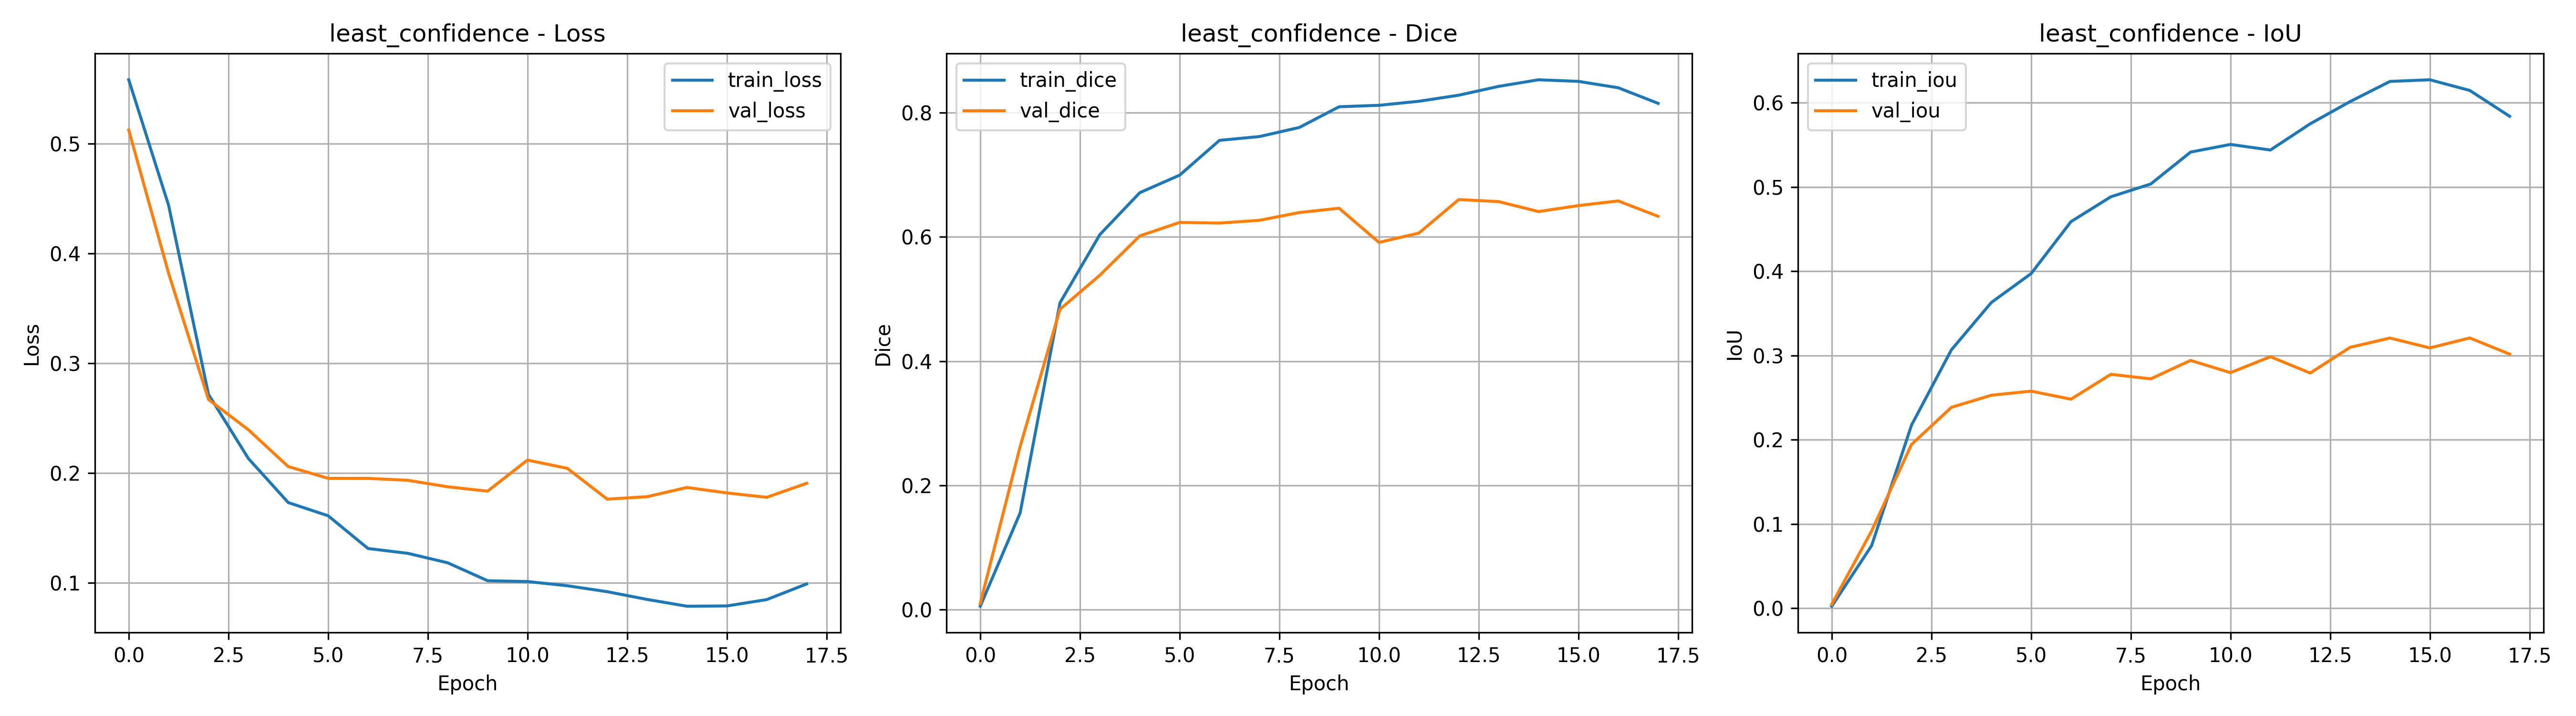 least_confidence - Loss
train_loss
val_loss
Loss
0.5
0.4
0.3
0.2
0.1
0.0 2.5 5.0 7.5 10.0 12.5 15.0 17.5
Epoch
least_confidence - Dice
train_dice
val_dice
Dice
0.8
0.6
0.4
0.2
0.0
0.0 2.5 5.0 7.5 10.0 12.5 15.0 17.5
Epoch
least_confidence - IoU
train_iou
val_iou
IoU
0.6
0.5
0.4
0.3
0.2
0.1
0.0
0.0 2.5 5.0 7.5 10.0 12.5 15.0 17.5
Epoch